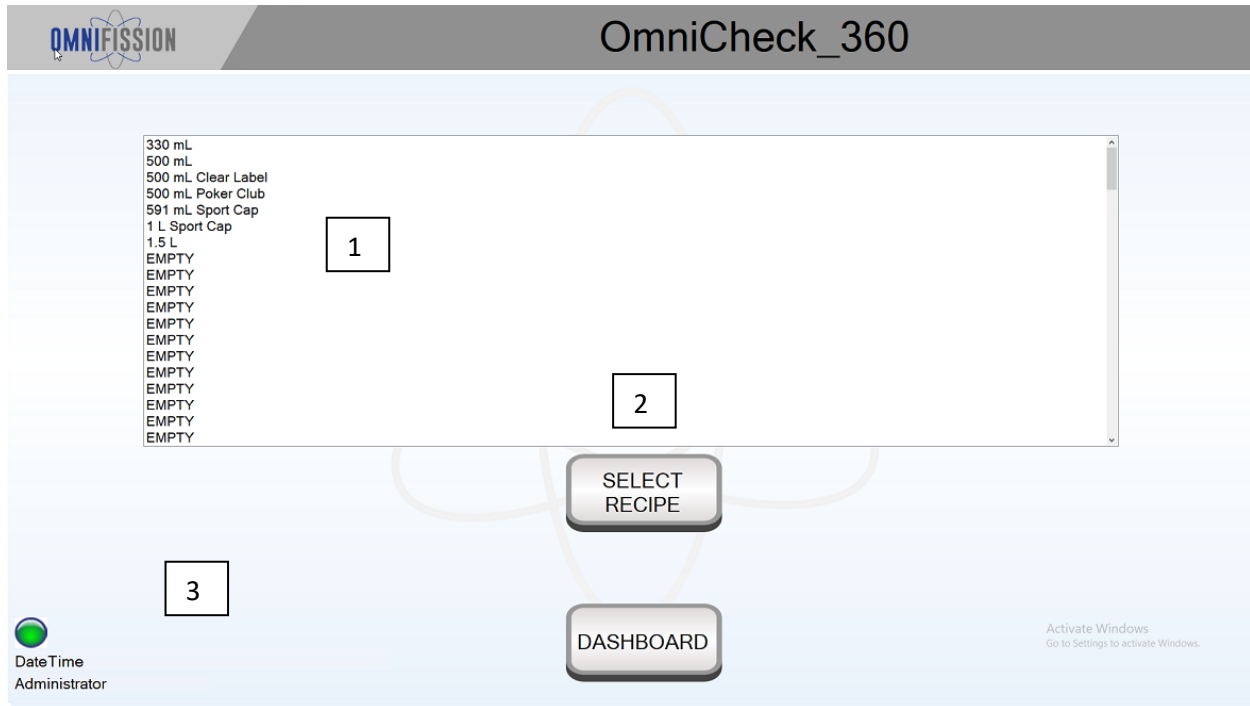 OMNIFISSION
OmniCheck_360
330 mL
500 mL
500 mL Clear Label
500 mL Poker Club
591 mL Sport Cap
1 L Sport Cap
1.5 L
EMPTY
EMPTY
EMPTY
EMPTY
EMPTY
EMPTY
EMPTY
EMPTY
EMPTY
EMPTY
EMPTY
EMPTY
1
2
SELECT
RECIPE
3
DASHBOARD
DateTime
Administrator
Activate Windows
Go to Settings to activate Windows.